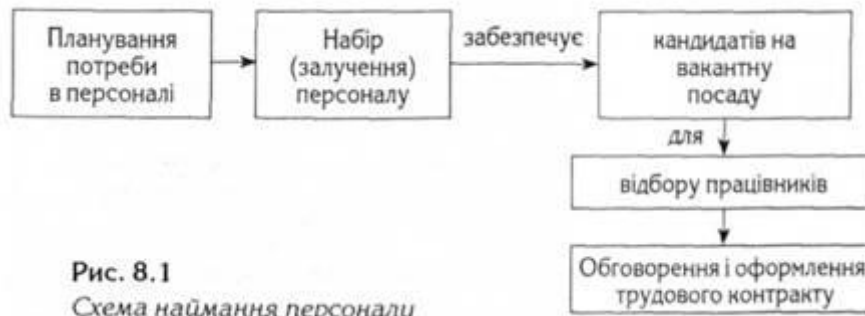 Планування
потреби
в персоналі
Набір
(залучення)
персоналу
забезпечує
кандидатів на
вакантну
посаду
для
відбору працівників
Обговорення і оформлення
трудового контракту
Рис. 8.1
Схема наймання персоналу